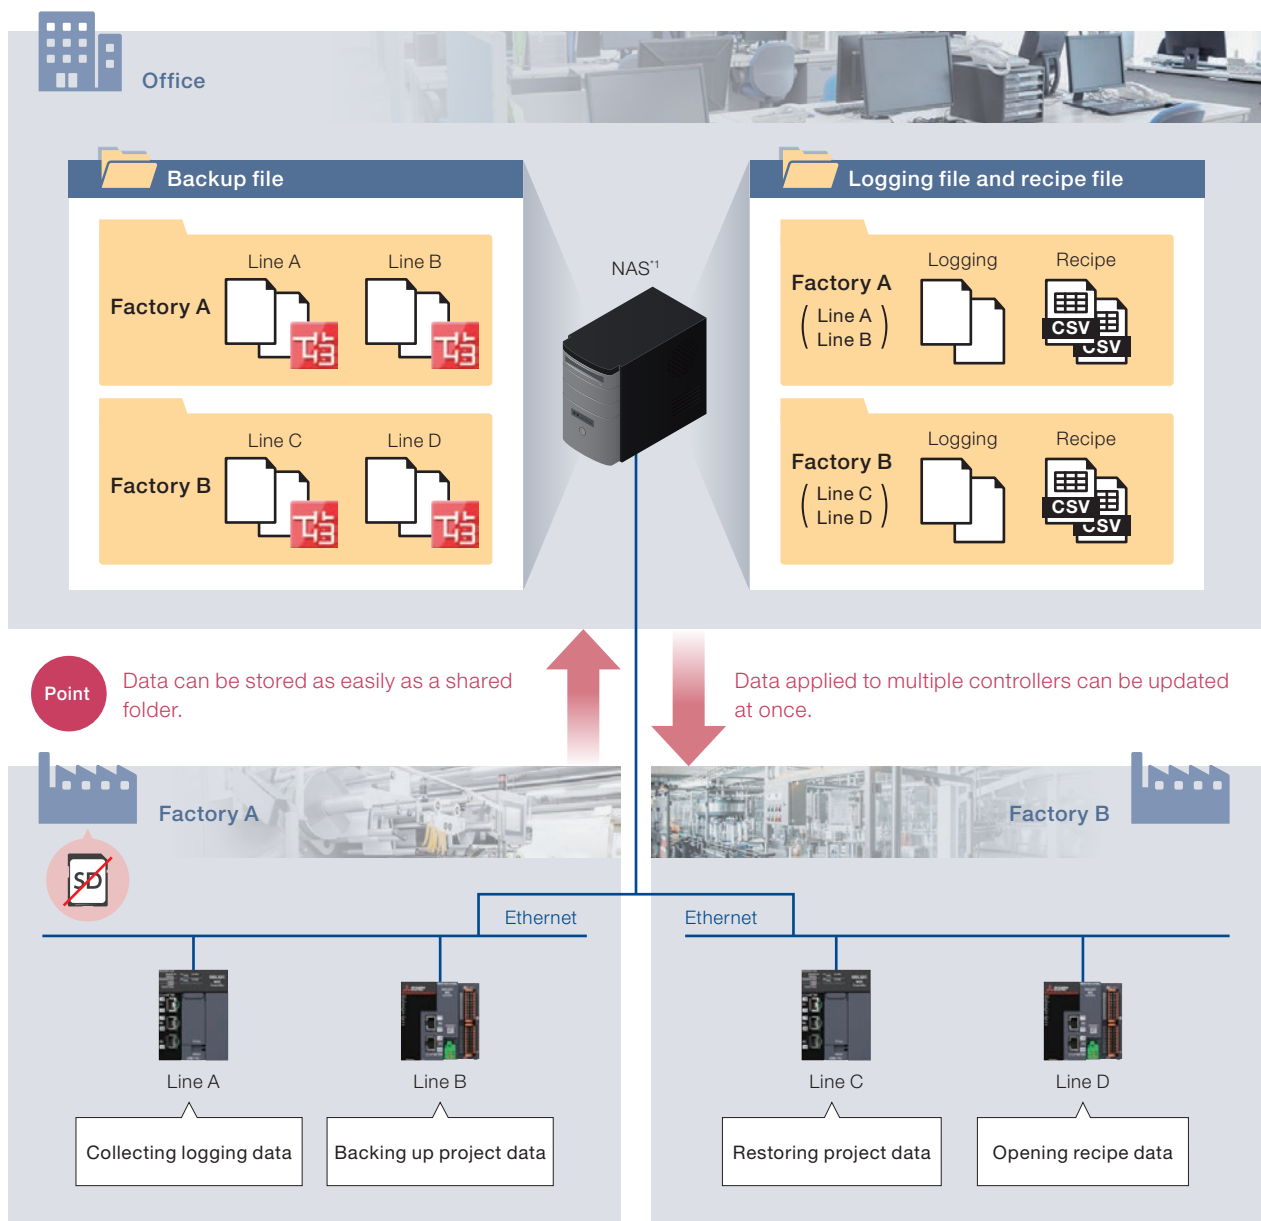 Office
Backup file
Factory A
Line A
Line B
Factory B
Line C
Line D
NAS*1
Logging file and recipe file
Factory A
Line A
Line B
Logging
Recipe
CSV
CSV
Factory B
Line C
Line D
Logging
Recipe
CSV
CSV
Point
Data can be stored as easily as a shared
folder.
Data applied to multiple controllers can be updated
at once.
Factory A
SD
Factory B
Ethernet
Ethernet
Line A
Line B
Line C
Line D
Collecting logging data
Backing up project data
Restoring project data
Opening recipe data